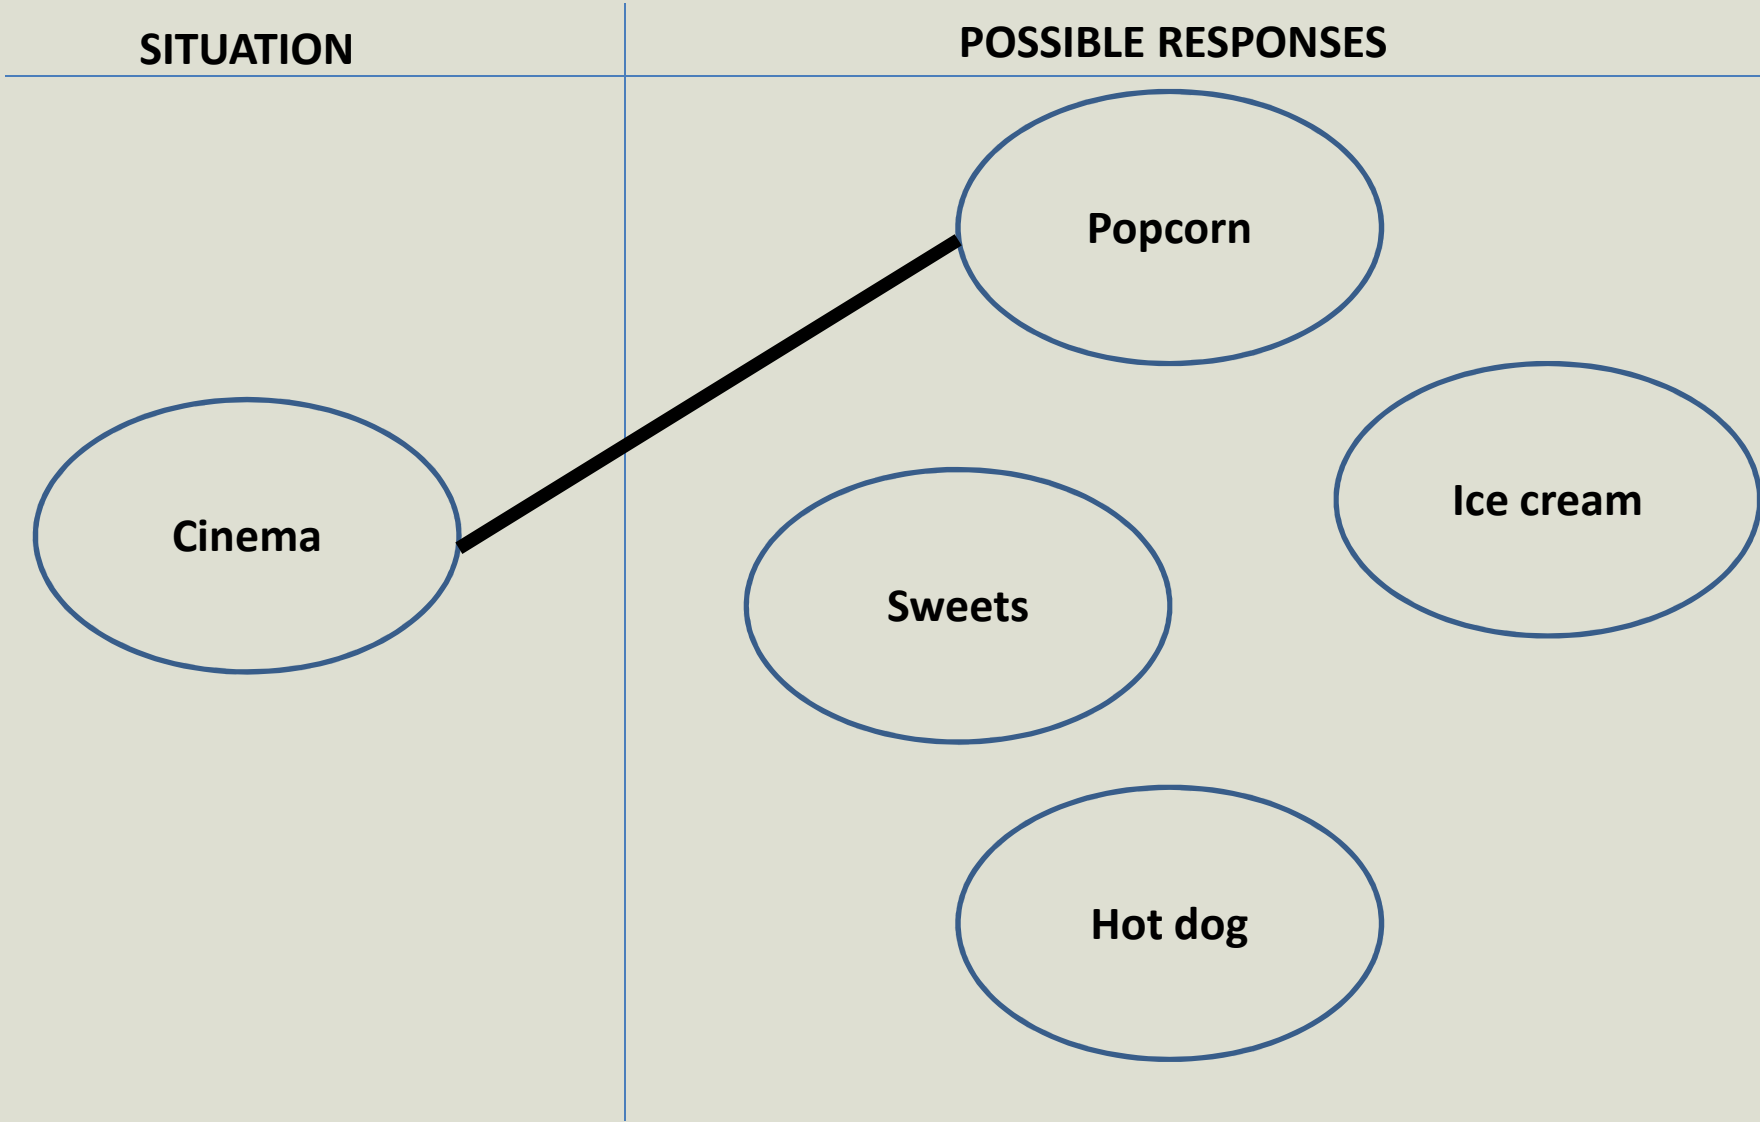 SITUATION
POSSIBLE RESPONSES
Popcorn
Ice cream
Cinema
Sweets
Hot dog